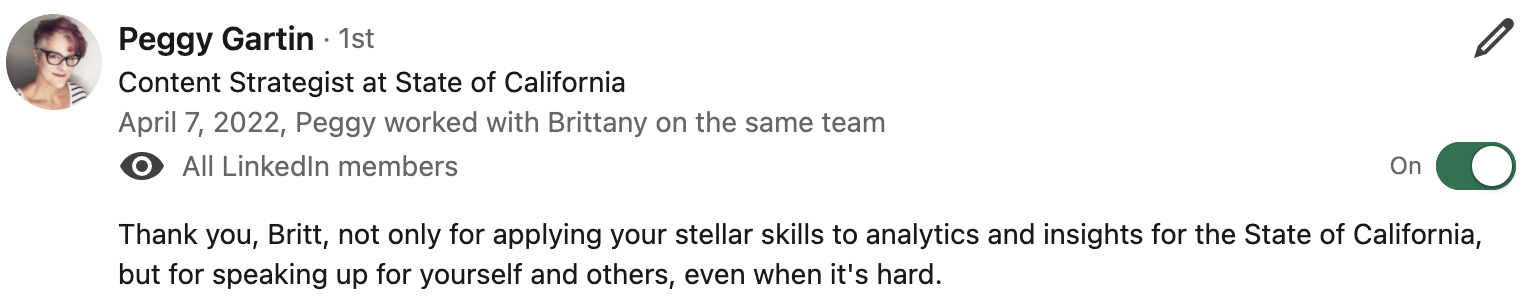 Peggy Gartin · 1st
Content Strategist at State of California
April 7, 2022, Peggy worked with Brittany on the same team
All LinkedIn members
On
Thank you, Britt, not only for applying your stellar skills to analytics and insights for the State of California,
but for speaking up for yourself and others, even when it's hard.